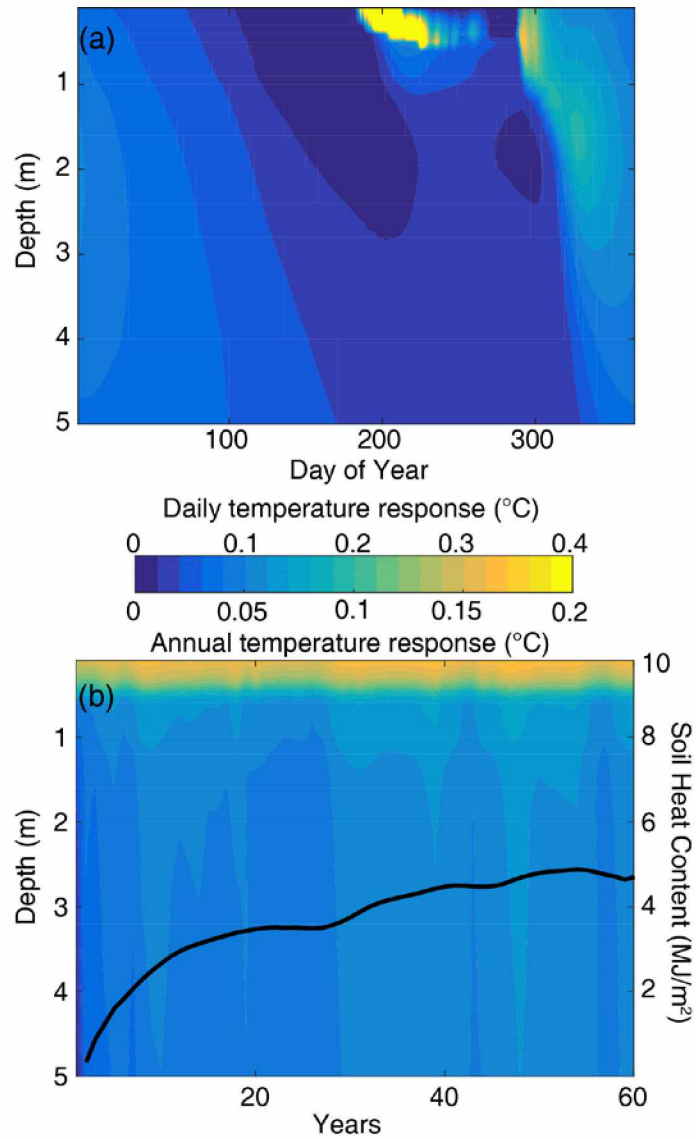 (a)
1
2
3
4
5
Depth (m)
100 200 300
Day of Year
Daily temperature response (°C)
0 0.1 0.2 0.3 0.4
0 0.05 0.1 0.15 0.2
Annual temperature response (°C)
(b)
1
2
3
4
5
Depth (m)
10
8
6
4
2
Soil Heat Content (MJ/m²)
20 40 60
Years